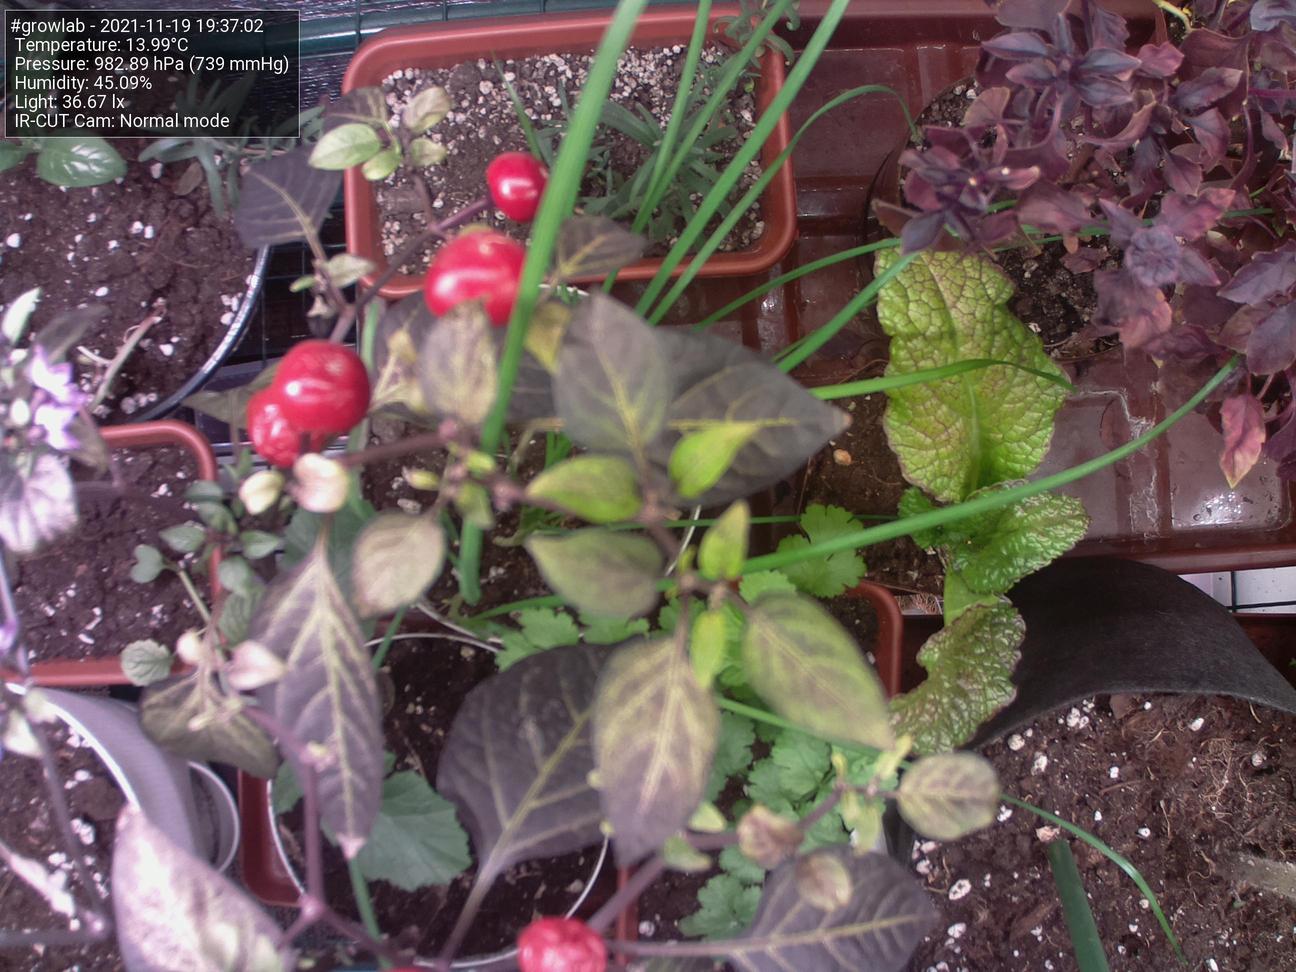 #growlab - 2021-11-19 19:37:02
Temperature: 13.99°C
Pressure: 982.89 hPa (739 mmHg)
Humidity: 45.09%
Light: 36.67 lx
IR-CUT Cam: Normal mode